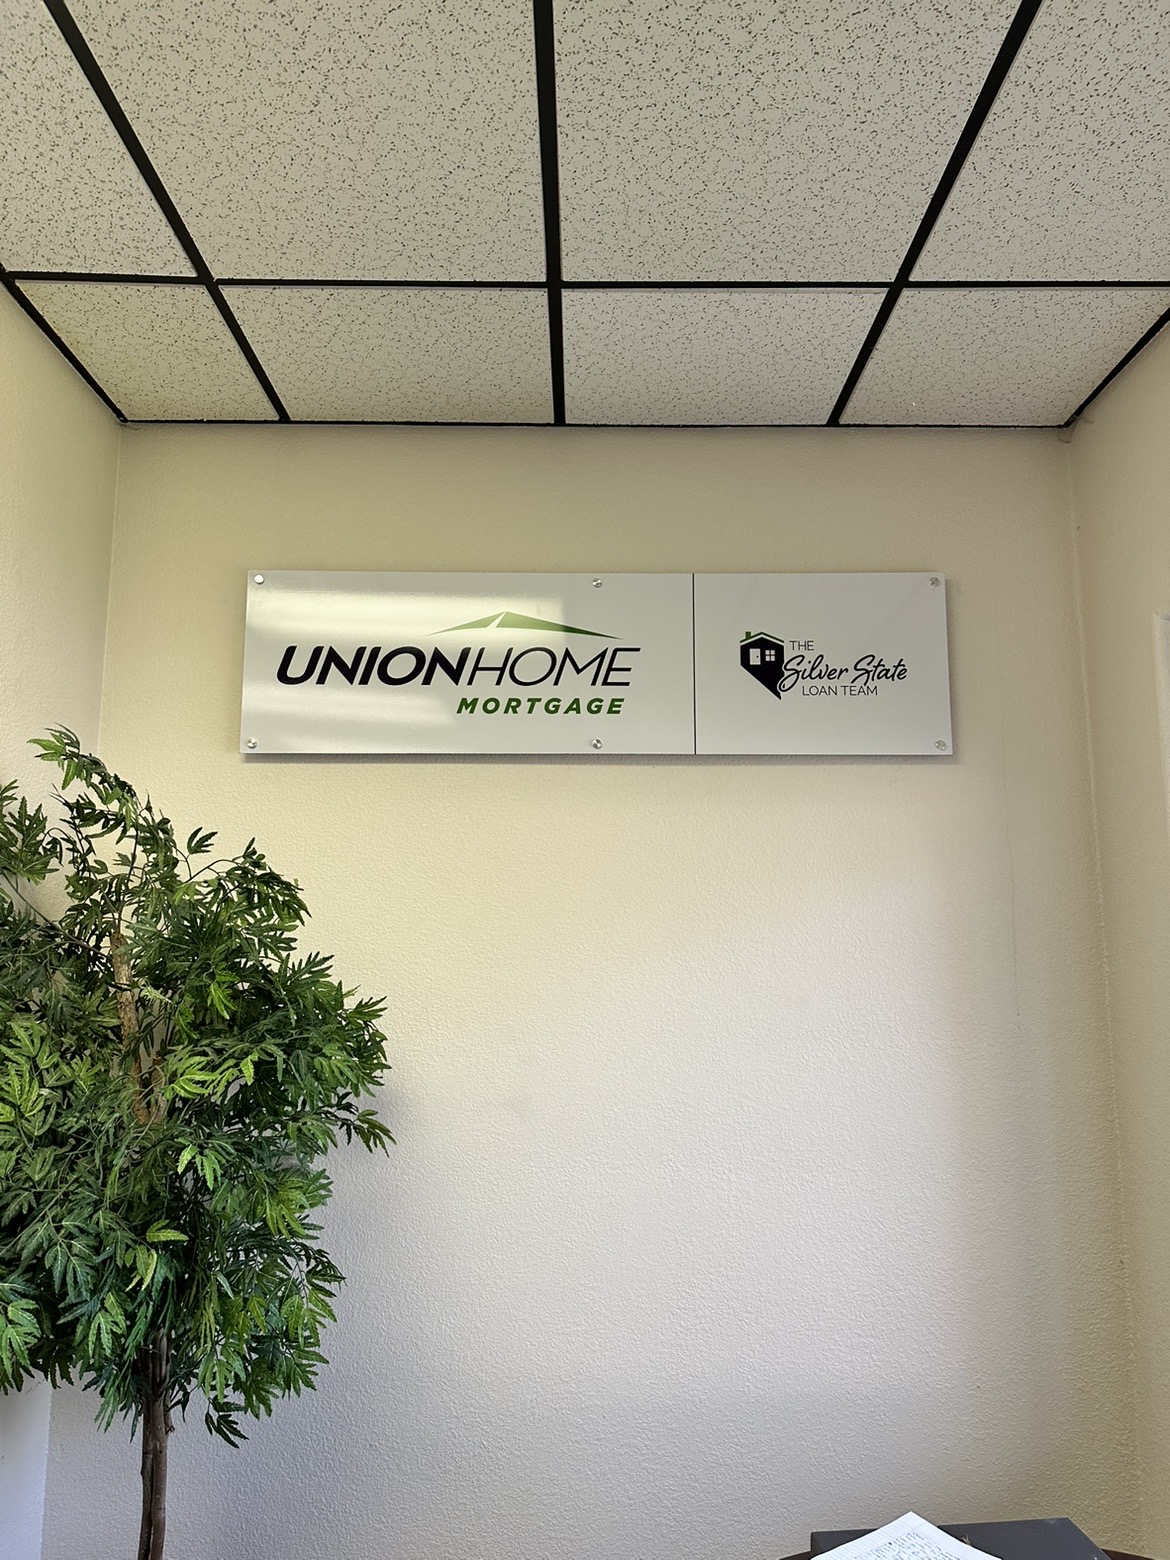 UNIONHOME
MORTGAGE
THE
Silver State
LOAN TEAM